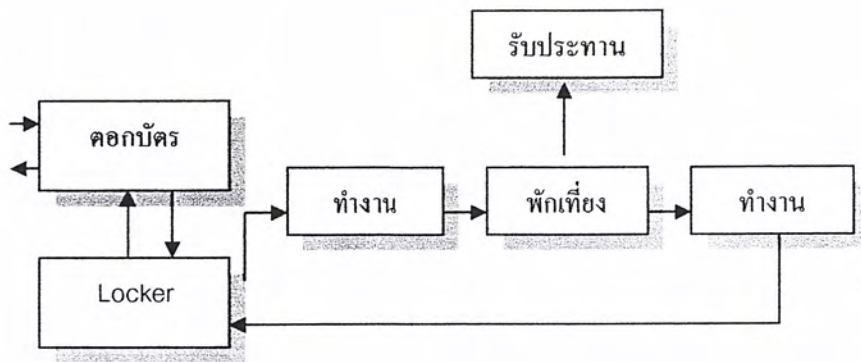 รับประทาน
ตอกบัตร
ทำงาน
พักเที่ยง
ทำงาน
Locker